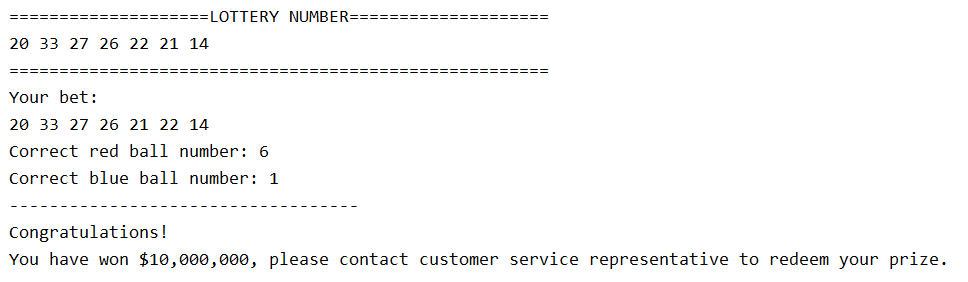 ====================LOTTERY NUMBER====================
20 33 27 26 22 21 14
======================================================
Your bet:
20 33 27 26 21 22 14
Correct red ball number: 6
Correct blue ball number: 1
-----------------------------------
Congratulations!
You have won $10,000,000, please contact customer service representative to redeem your prize.